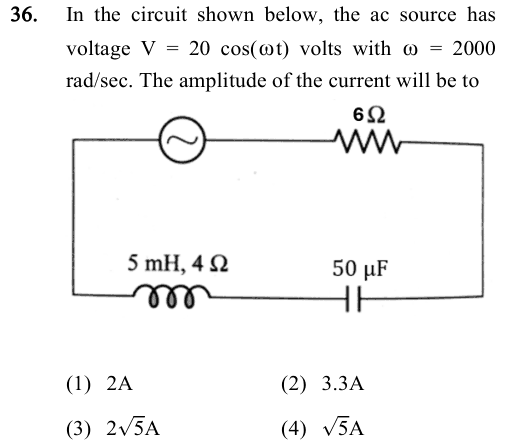 36. In the circuit shown below, the ac source has
voltage V = 20 cos(ωt) volts with ω = 2000
rad/sec. The amplitude of the current will be to
6Ω
5 mH, 4 Ω
50 μF
(1) 2A (2) 3.3A
(3) 2√5A (4) √5A